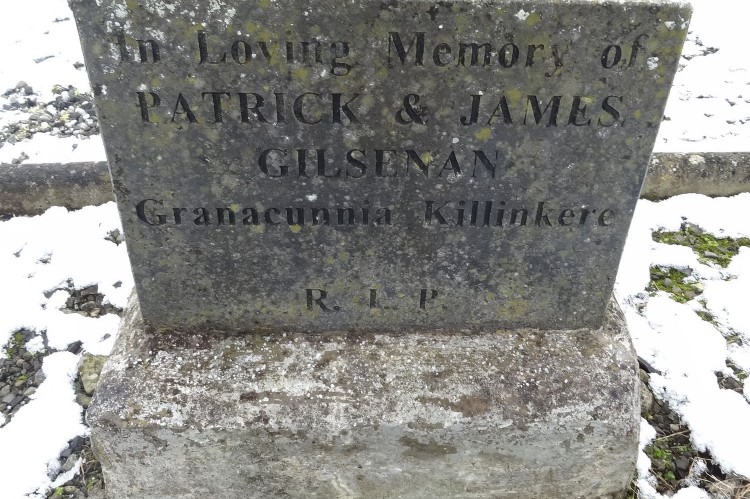 In Loving Memory of
PATRICK & JAMES
GILSENAN
Granacunnia Killinkere
R. I. P.